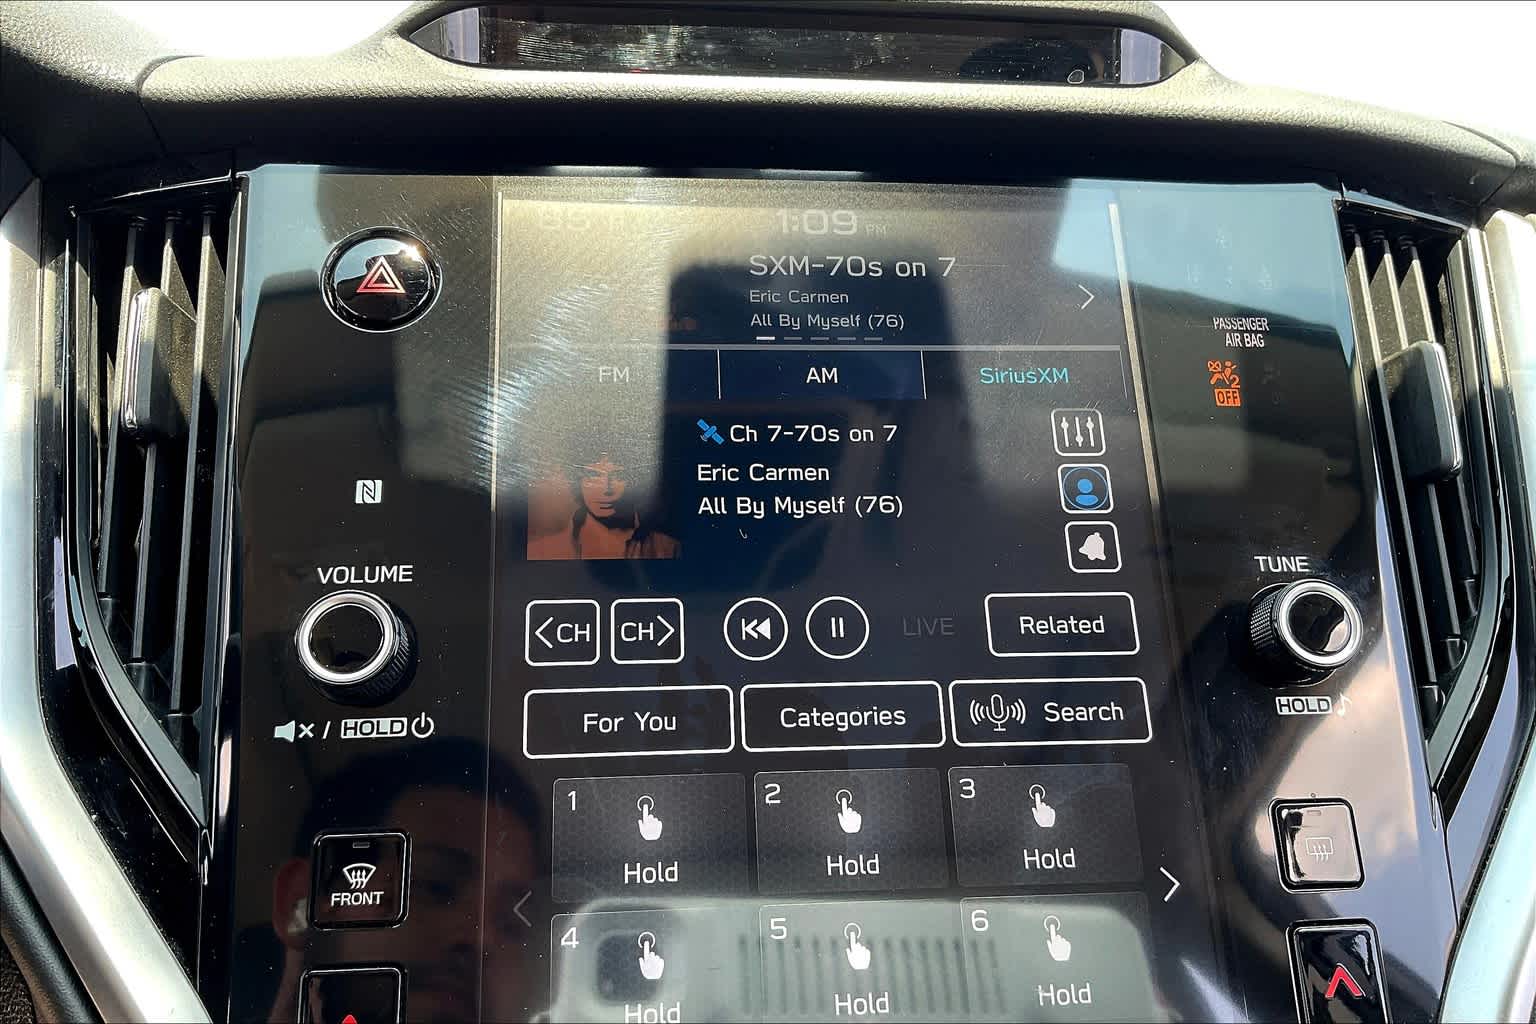 1:09 PM
SXM-70s on 7
Eric Carmen
All By Myself (76)
PASSENGER
AIR BAG
2
OFF
FM AM SiriusXM
Ch 7-70s on 7
Eric Carmen
All By Myself (76)
VOLUME
TUNE
<CH CH> LIVE Related
HOLD
/ HOLD
For You Categories Search
1 2 3
Hold Hold Hold
FRONT
4 5 6
Hold Hold Hold